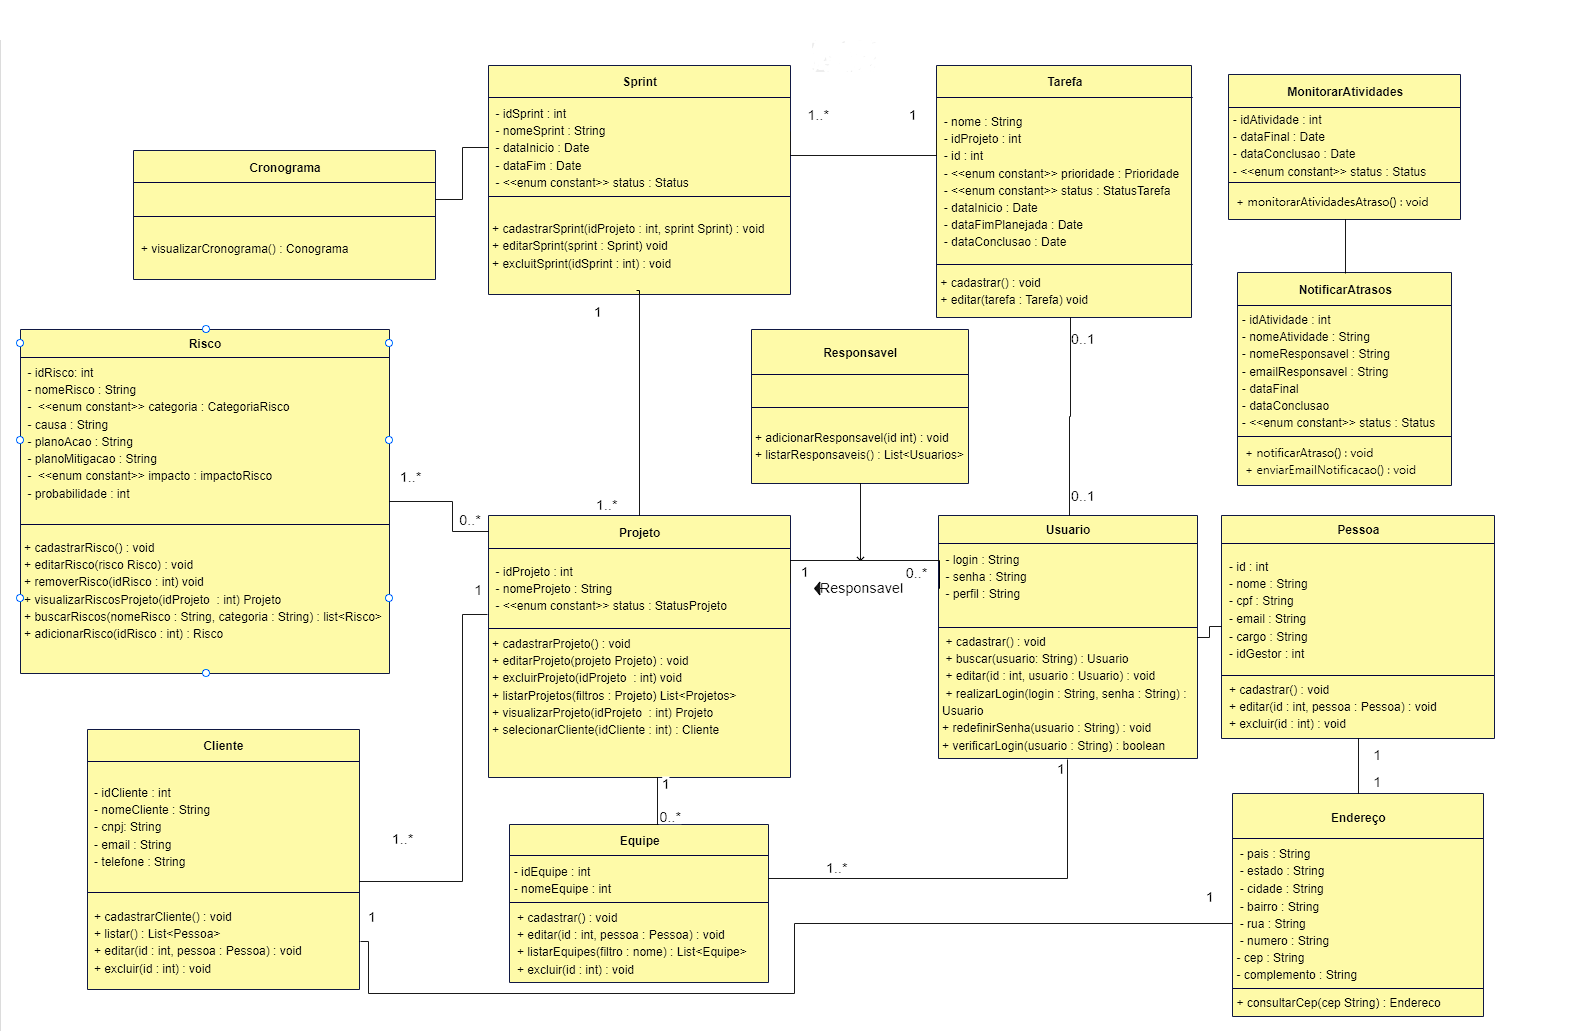 Sprint
- idSprint : int
- nomeSprint : String
- dataInicio : Date
- dataFim : Date
- <<enum constant>> status : Status
+ cadastrarSprint(idProjeto : int, sprint Sprint) : void
+ editarSprint(sprint : Sprint) void
+ excluitSprint(idSprint : int) : void
1..*
1
Tarefa
- nome : String
- idProjeto : int
- id : int
- <<enum constant>> prioridade : Prioridade
- <<enum constant>> status : StatusTarefa
- dataInicio : Date
- dataFimPlanejada : Date
- dataConclusao : Date
+ cadastrar() : void
+ editar(tarefa : Tarefa) void
MonitorarAtividades
- idAtividade : int
- dataFinal : Date
- dataConclusao : Date
- <<enum constant>> status : Status
+ monitorarAtividadesAtraso() : void
Cronograma
+ visualizarCronograma() : Conograma
NotificarAtrasos
- idAtividade : int
- nomeAtividade : String
- nomeResponsavel : String
- emailResponsavel : String
- dataFinal
- dataConclusao
- <<enum constant>> status : Status
+ notificarAtraso() : void
+ enviarEmailNotificacao() : void
1
0..1
Risco
- idRisco: int
- nomeRisco : String
- <<enum constant>> categoria : CategoriaRisco
- causa : String
- planoAcao : String
- planoMitigacao : String
- <<enum constant>> impacto : impactoRisco
- probabilidade : int
+ cadastrarRisco() : void
+ editarRisco(risco Risco) : void
+ removerRisco(idRisco : int) void
+ visualizarRiscosProjeto(idProjeto : int) Projeto
+ buscarRiscos(nomeRisco : String, categoria : String) : list<Risco>
+ adicionarRisco(idRisco : int) : Risco
Responsavel
+ adicionarResponsavel(id int) : void
+ listarResponsaveis() : List<Usuarios>
1..*
0..*
1..*
0..1
Projeto
- idProjeto : int
- nomeProjeto : String
- <<enum constant>> status : StatusProjeto
+ cadastrarProjeto() : void
+ editarProjeto(projeto Projeto) : void
+ excluirProjeto(idProjeto : int) void
+ listarProjetos(filtros : Projeto) List<Projetos>
+ visualizarProjeto(idProjeto : int) Projeto
+ selecionarCliente(idCliente : int) : Cliente
1
0..*
Responsavel
Usuario
- login : String
- senha : String
- perfil : String
+ cadastrar() : void
+ buscar(usuario: String) : Usuario
+ editar(id : int, usuario : Usuario) : void
+ realizarLogin(login : String, senha : String) :
Usuario
+ redefinirSenha(usuario : String) : void
+ verificarLogin(usuario : String) : boolean
Pessoa
- id : int
- nome : String
- cpf : String
- email : String
- cargo : String
- idGestor : int
+ cadastrar() : void
+ editar(id : int, pessoa : Pessoa) : void
+ excluir(id : int) : void
1
Cliente
- idCliente : int
- nomeCliente : String
- cnpj: String
- email : String
- telefone : String
+ cadastrarCliente() : void
+ listar() : List<Pessoa>
+ editar(id : int, pessoa : Pessoa) : void
+ excluir(id : int) : void
1..*
1
1
0..*
Equipe
- idEquipe : int
- nomeEquipe : int
+ cadastrar() : void
+ editar(id : int, pessoa : Pessoa) : void
+ listarEquipes(filtro : nome) : List<Equipe>
+ excluir(id : int) : void
1
1..*
1
1
Endereço
- pais : String
- estado : String
- cidade : String
- bairro : String
- rua : String
- numero : String
- cep : String
- complemento : String
+ consultarCep(cep String) : Endereco
1